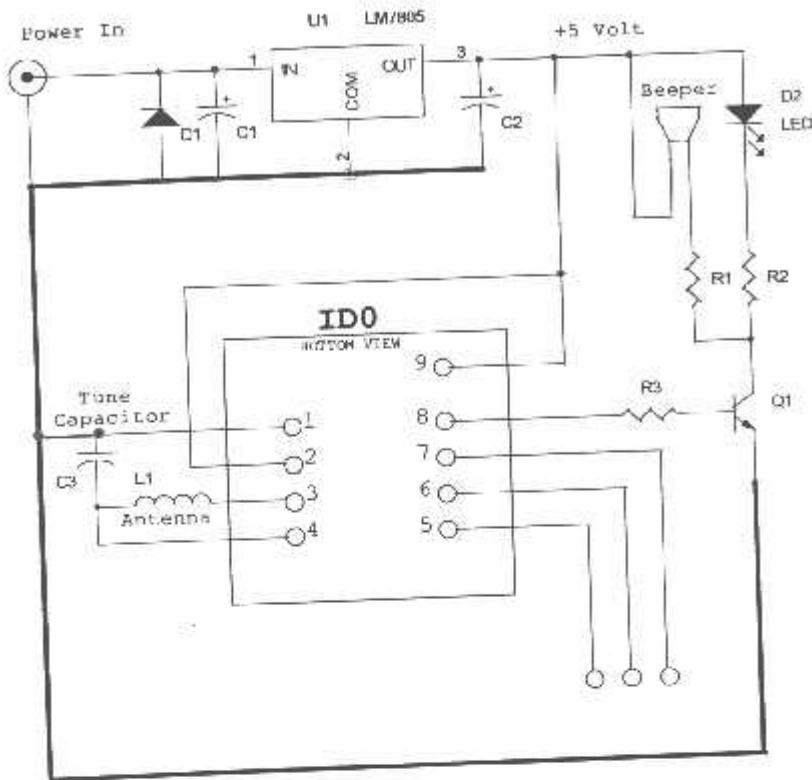 Power In
U1 LM7805
+5 Volt
1 IN OUT 3
COM
2
D1 C1
C2
Beeper
D2
LED
R1 R2
ID0
BOTTOM VIEW
9
Tune
Capacitor
1
8
R3
Q1
2
7
C3
L1
3
6
Antenna
4
5